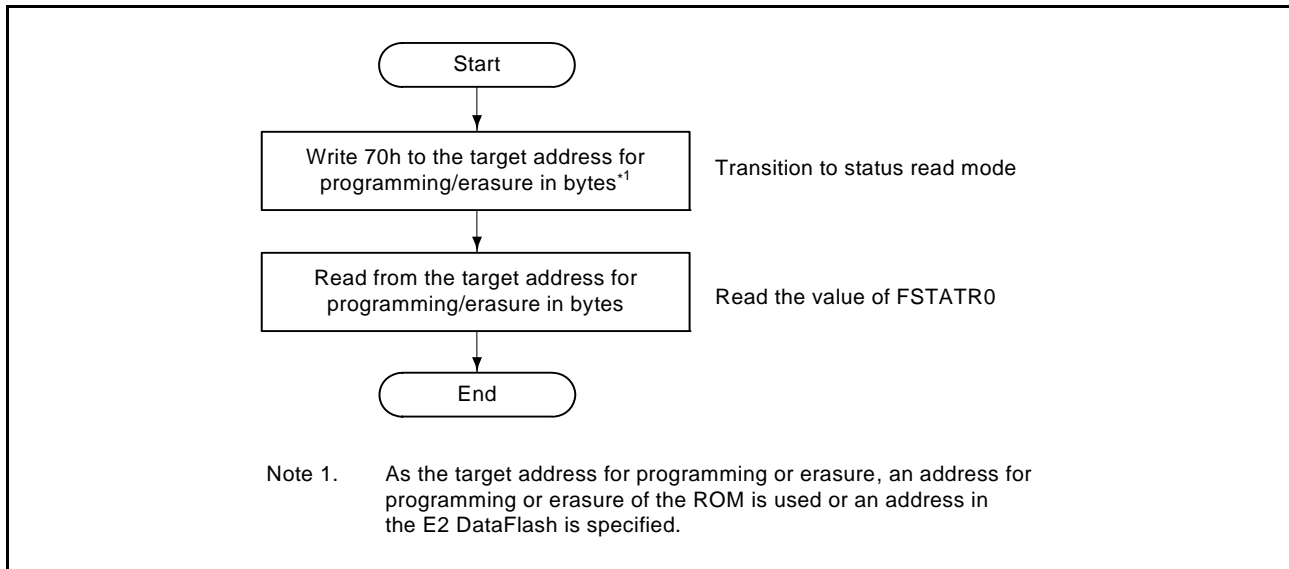 Start
Write 70h to the target address for
programming/erasure in bytes*1
Transition to status read mode
Read from the target address for
programming/erasure in bytes
Read the value of FSTATR0
End
Note 1. As the target address for programming or erasure, an address for
programming or erasure of the ROM is used or an address in
the E2 DataFlash is specified.